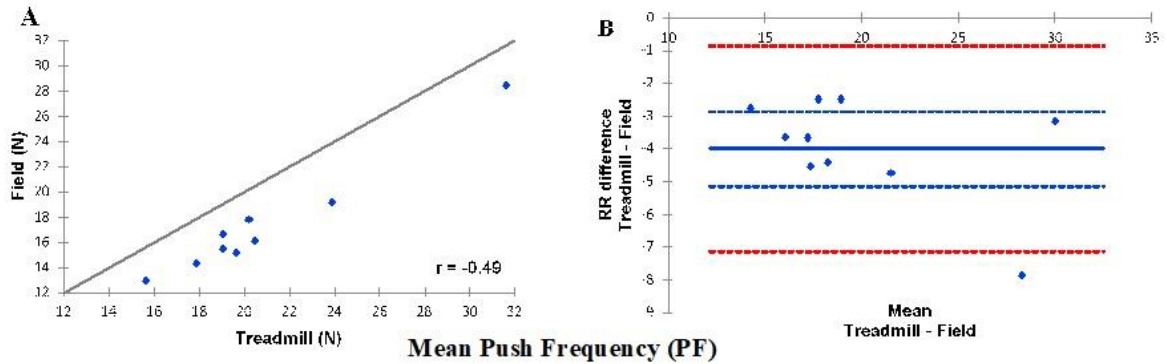 A
Field (N)
32
30
28
26
24
22
20
18
16
14
12
12 14 16 18 20 22 24 26 28 30 32
r = -0.49
Treadmill (N)
B
RR difference
Treadmill - Field
10 15 20 25 30 35
0
-1
-2
-3
-4
-5
-6
-7
-8
-9
Mean
Treadmill - Field
Mean Push Frequency (PF)